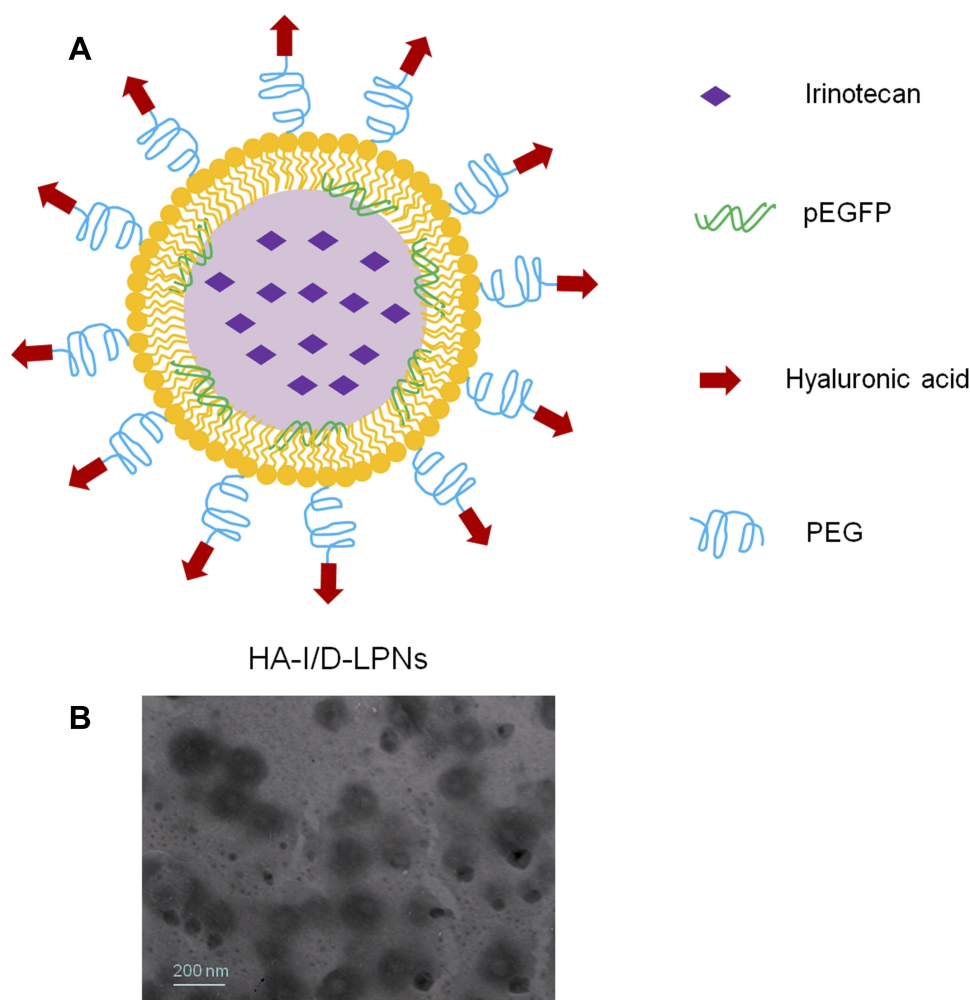 A
Irinotecan
pEGFP
Hyaluronic acid
PEG
HA-I/D-LPNs
B
200 nm